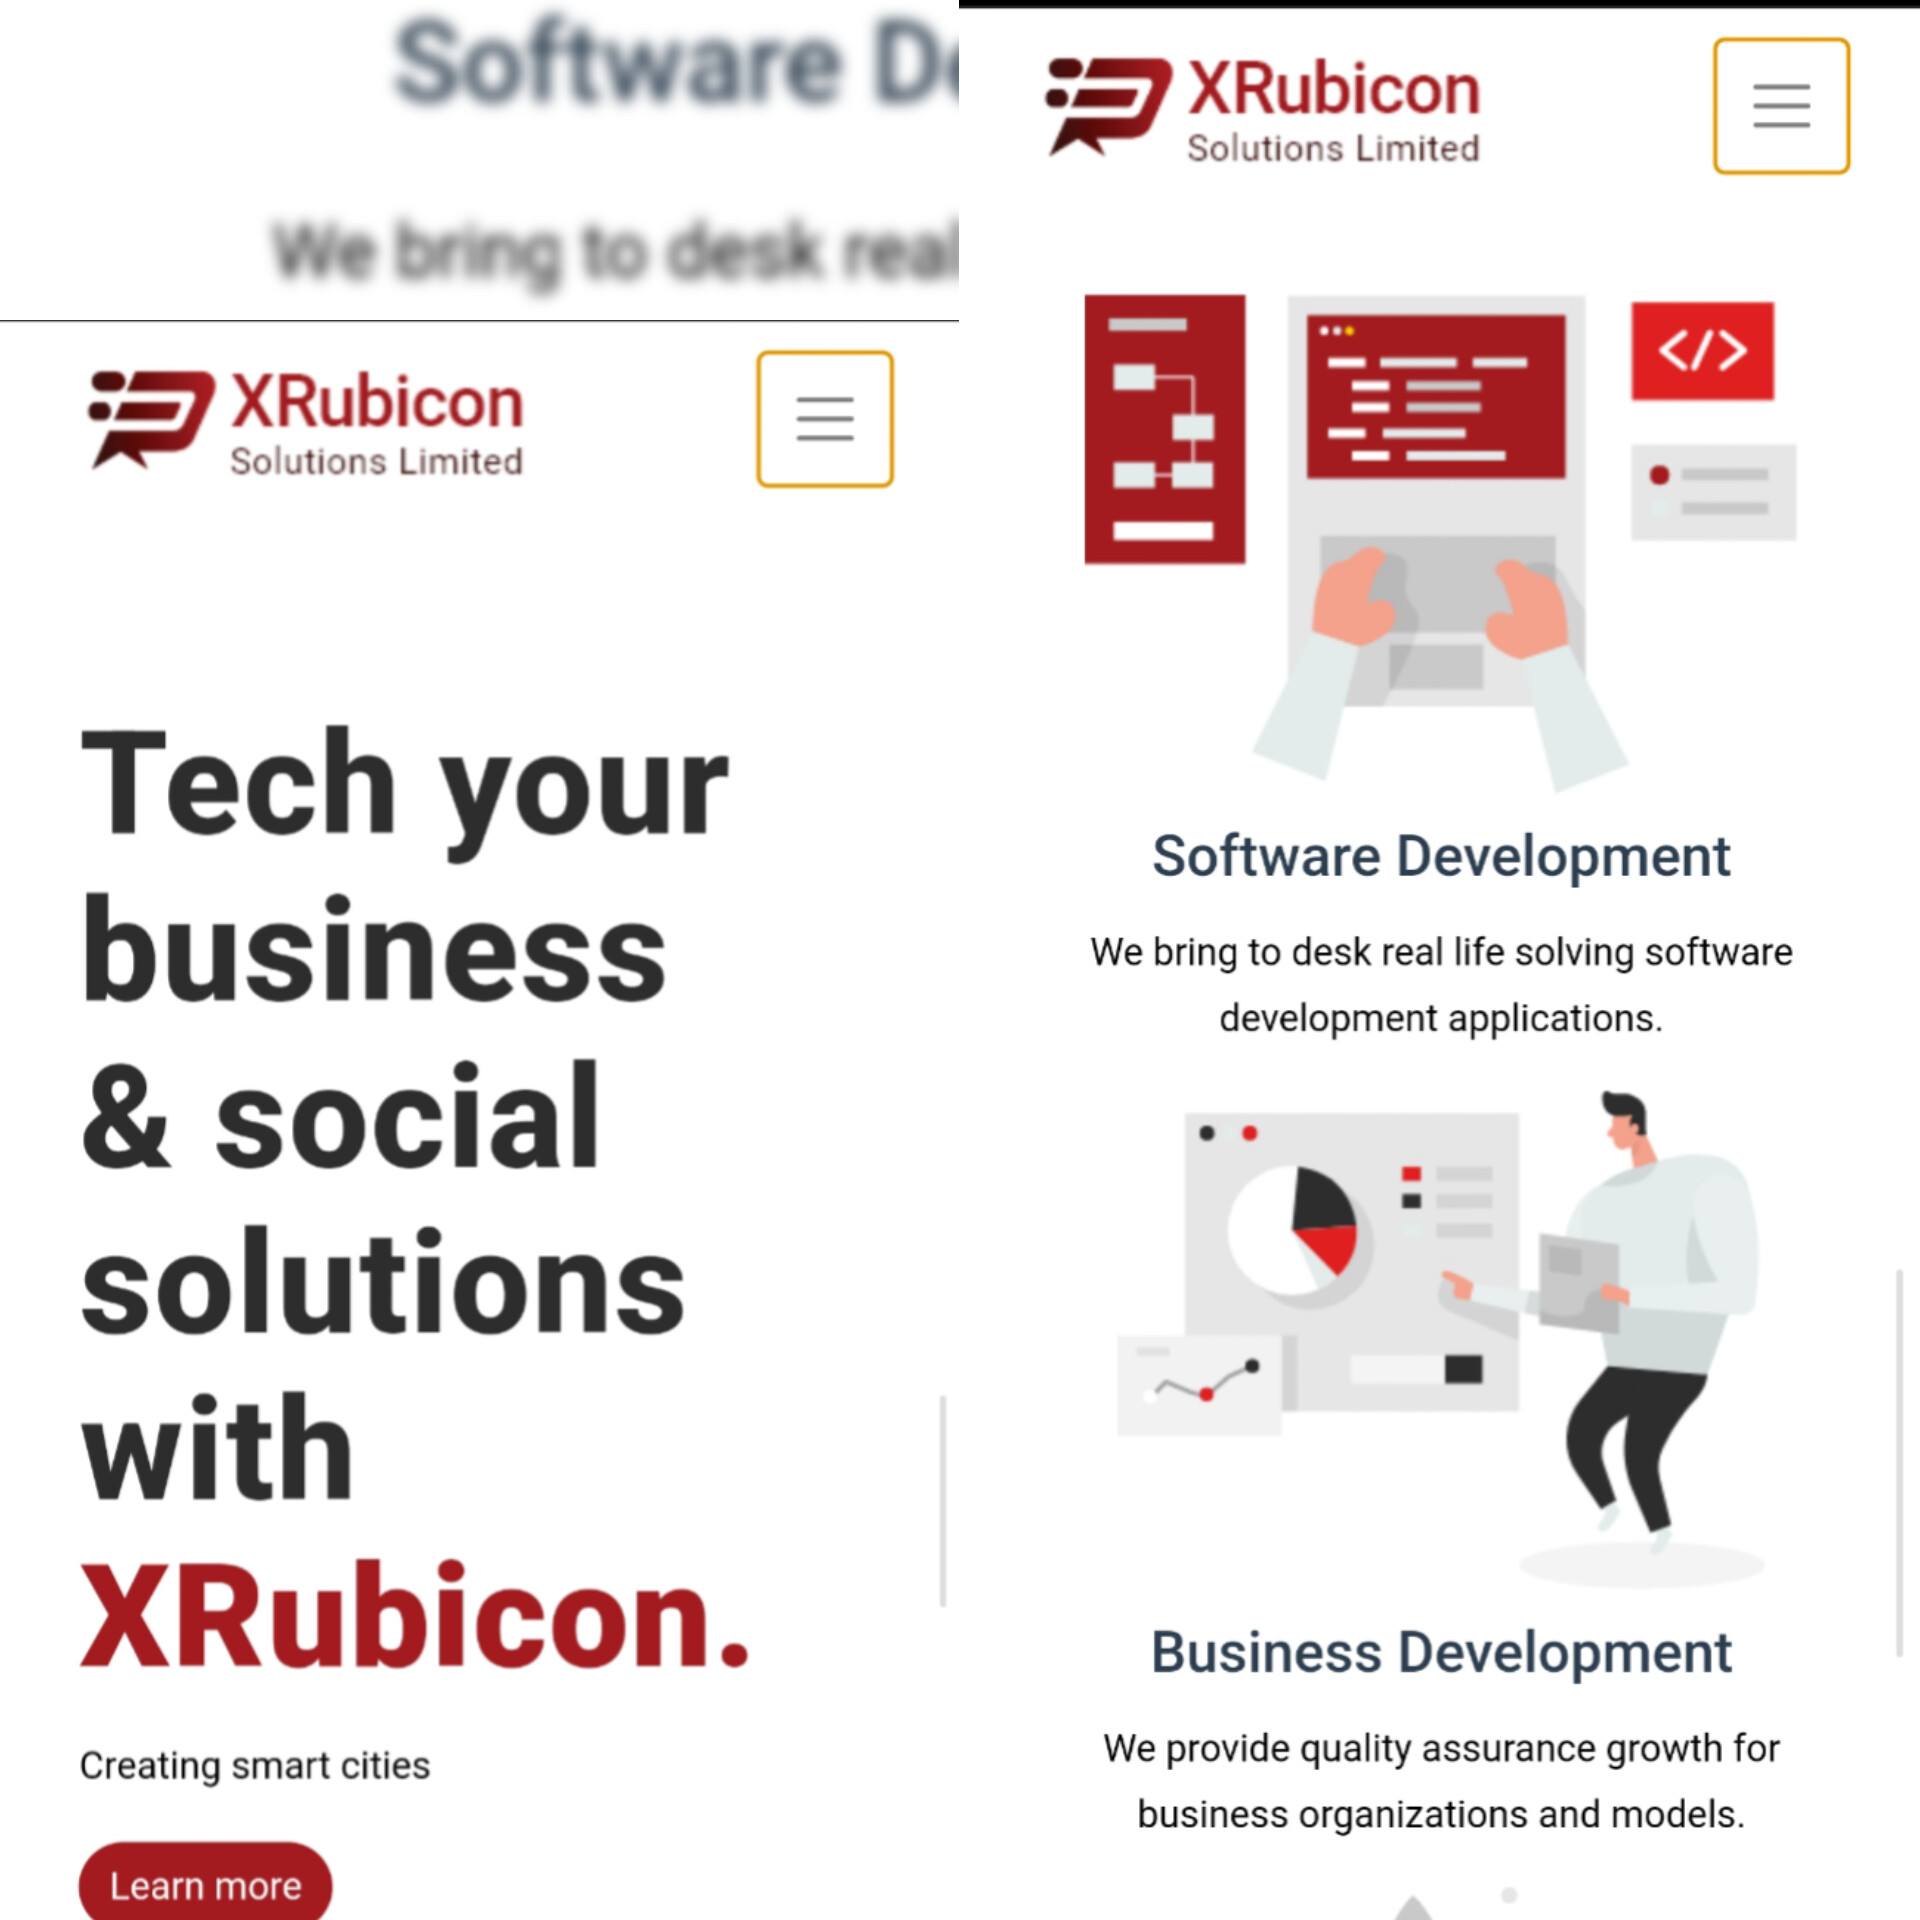 Software De
We bring to desk real
XRubicon
Solutions Limited
Tech your
business
& social
solutions
with
XRubicon.
Creating smart cities
Learn more
XRubicon
Solutions Limited
</>
Software Development
We bring to desk real life solving software
development applications.
Business Development
We provide quality assurance growth for
business organizations and models.